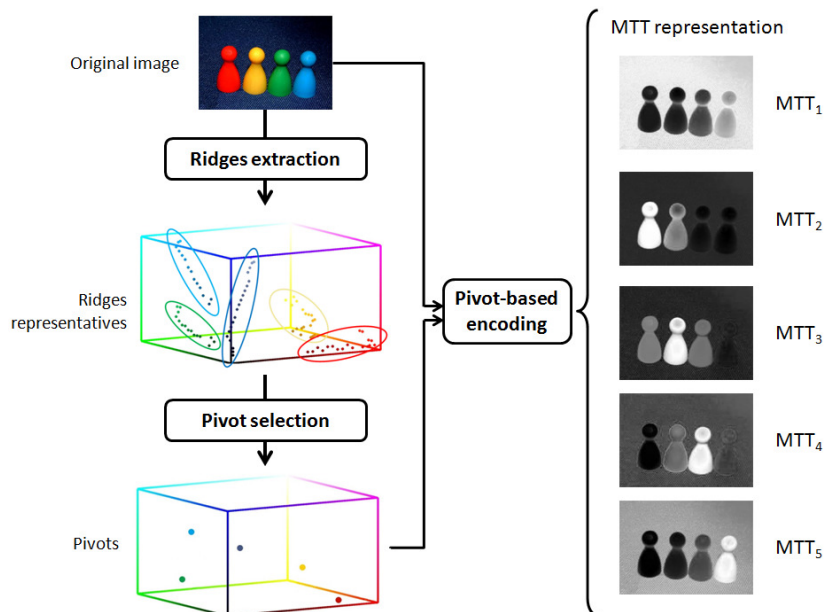 MTT representation
Original image
MTT1
Ridges extraction
MTT2
Ridges
representatives
Pivot-based
encoding
MTT3
Pivot selection
MTT4
Pivots
MTT5